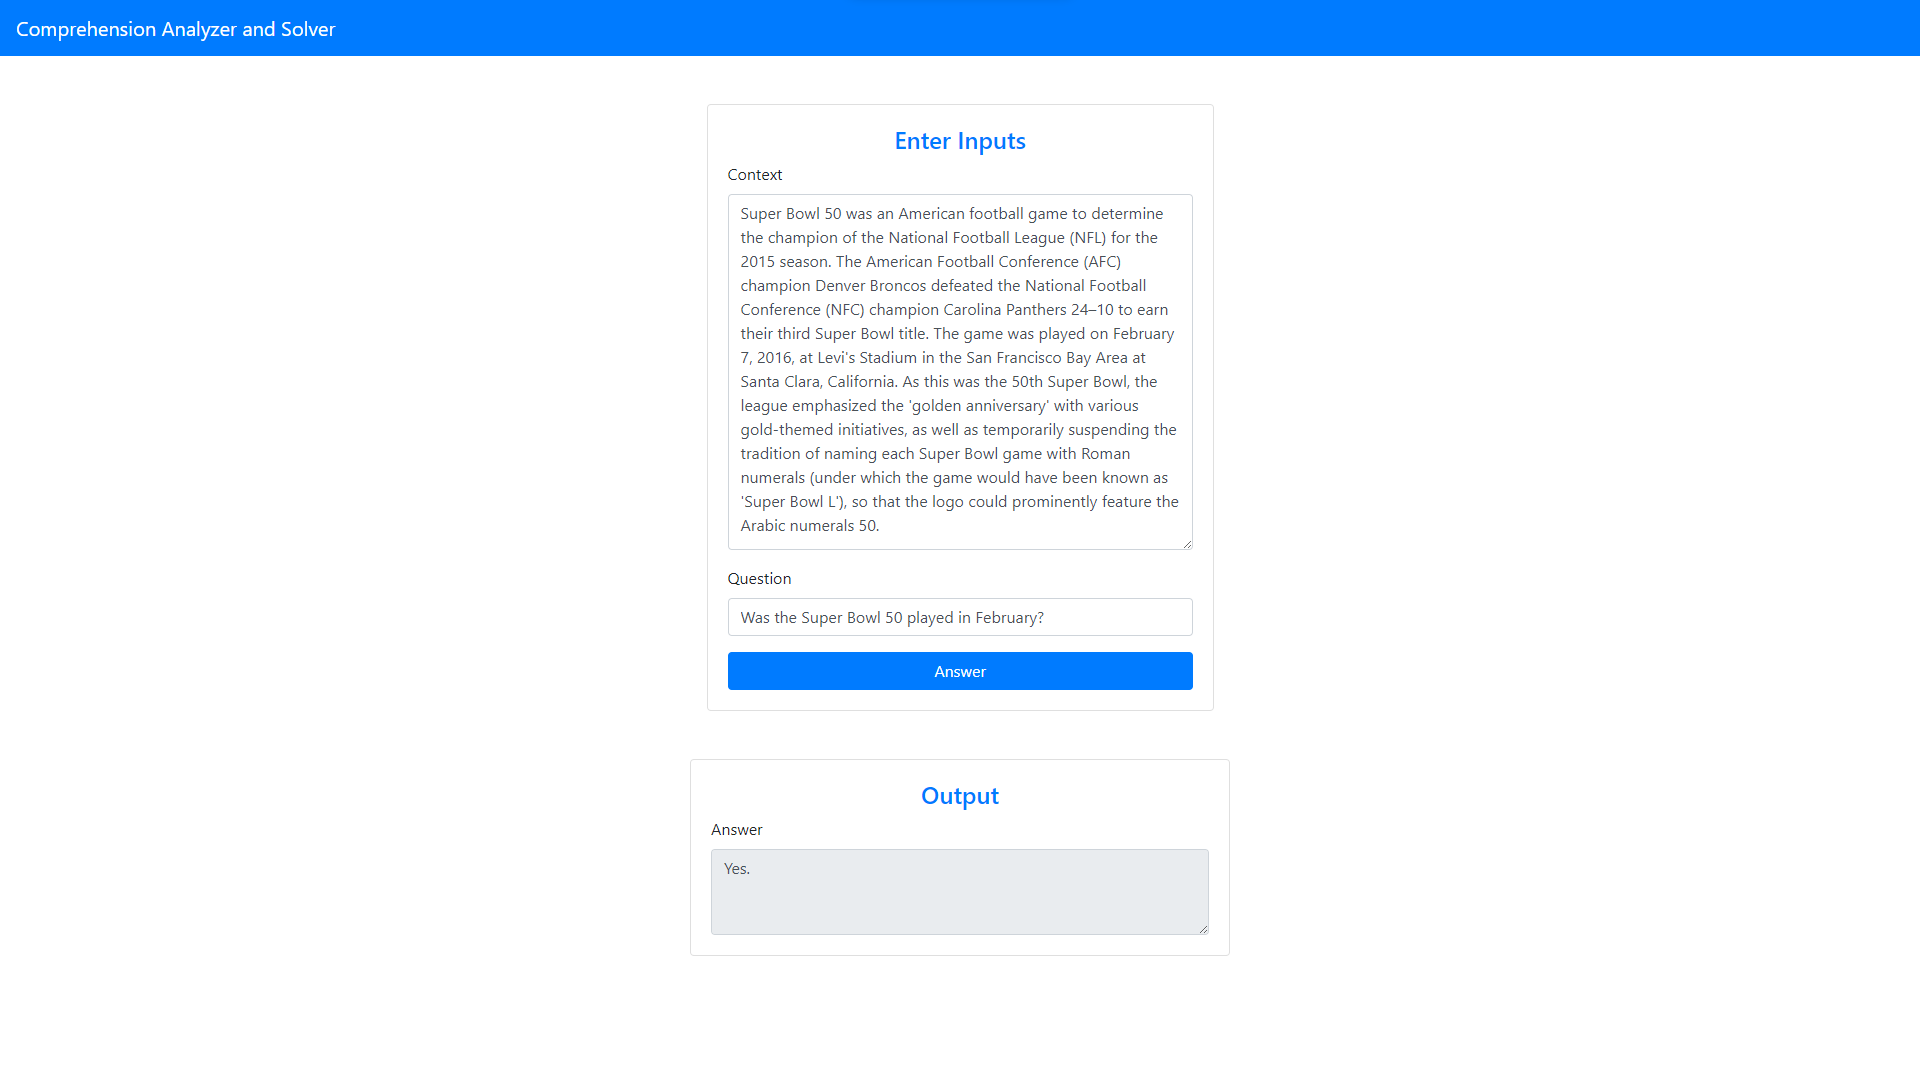 Comprehension Analyzer and Solver
Enter Inputs
Context
Super Bowl 50 was an American football game to determine
the champion of the National Football League (NFL) for the
2015 season. The American Football Conference (AFC)
champion Denver Broncos defeated the National Football
Conference (NFC) champion Carolina Panthers 24–10 to earn
their third Super Bowl title. The game was played on February
7, 2016, at Levi's Stadium in the San Francisco Bay Area at
Santa Clara, California. As this was the 50th Super Bowl, the
league emphasized the 'golden anniversary' with various
gold-themed initiatives, as well as temporarily suspending the
tradition of naming each Super Bowl game with Roman
numerals (under which the game would have been known as
'Super Bowl L'), so that the logo could prominently feature the
Arabic numerals 50.
Question
Was the Super Bowl 50 played in February?
Answer
Output
Answer
Yes.